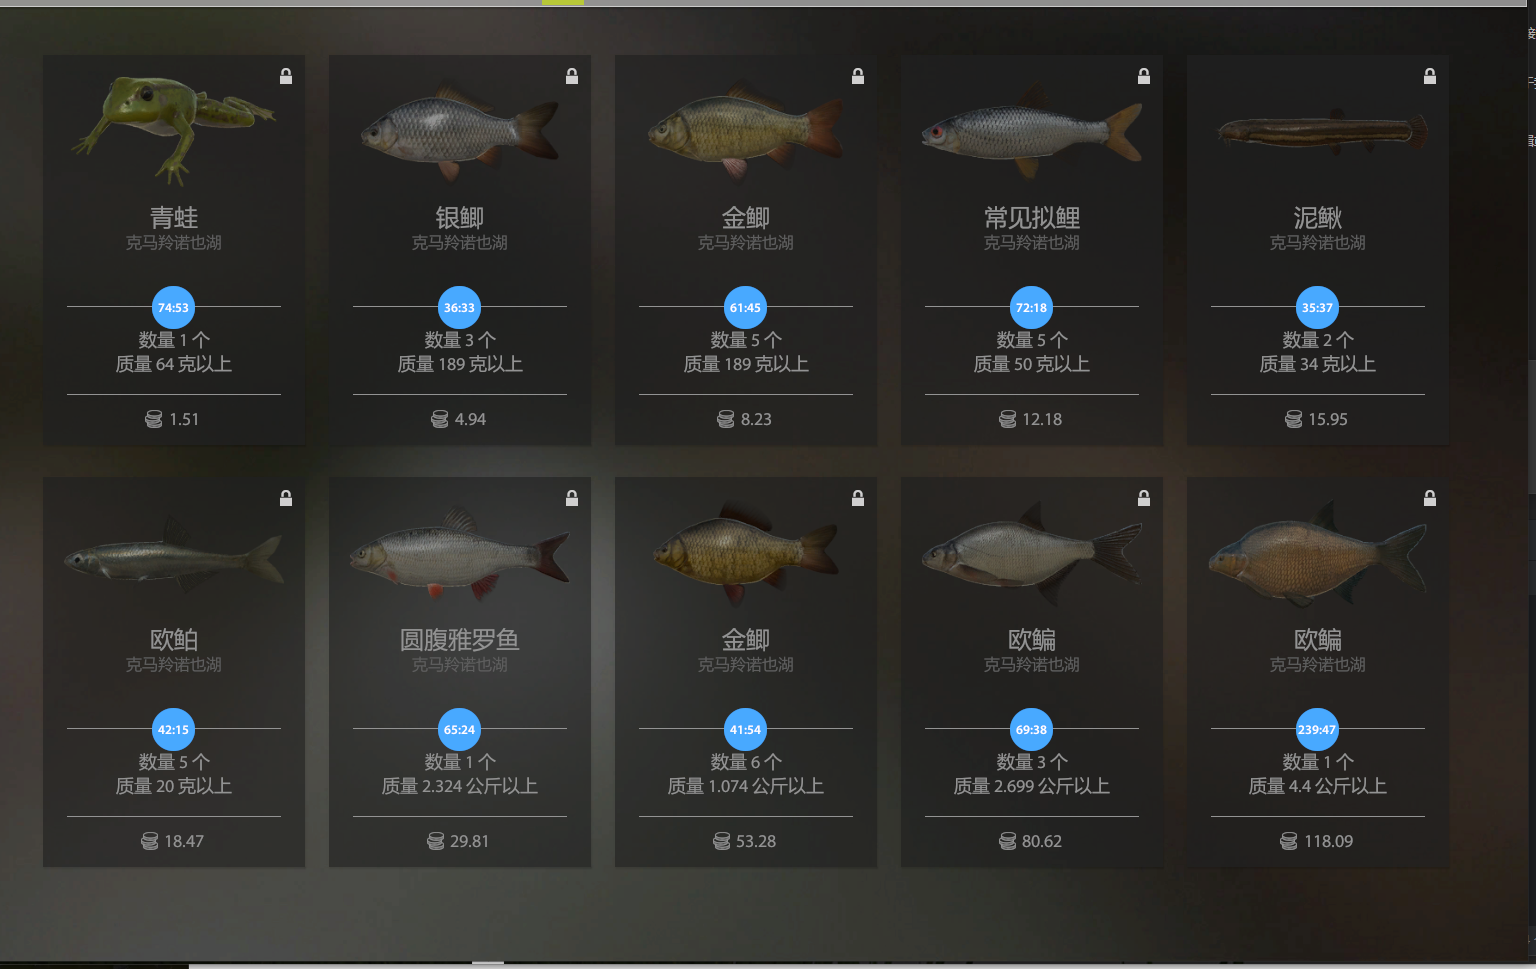 青蛙
克马羚诺也湖
74:53
数量 1 个
质量 64 克以上
1.51
银鲫
克马羚诺也湖
36:33
数量 3 个
质量 189 克以上
4.94
金鲫
克马羚诺也湖
61:45
数量 5 个
质量 189 克以上
8.23
常见拟鲤
克马羚诺也湖
72:18
数量 5 个
质量 50 克以上
12.18
泥鳅
克马羚诺也湖
35:37
数量 2 个
质量 34 克以上
15.95
欧鲌
克马羚诺也湖
42:15
数量 5 个
质量 20 克以上
18.47
圆腹雅罗鱼
克马羚诺也湖
65:24
数量 1 个
质量 2.324 公斤以上
29.81
金鲫
克马羚诺也湖
41:54
数量 6 个
质量 1.074 公斤以上
53.28
欧鳊
克马羚诺也湖
69:38
数量 3 个
质量 2.699 公斤以上
80.62
欧鳊
克马羚诺也湖
239:47
数量 1 个
质量 4.4 公斤以上
118.09